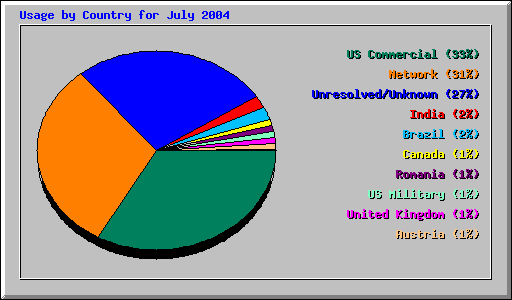 Usage by Country for July 2004
US Commercial (33%)
Network (31%)
Unresolved/Unknown (27%)
India (2%)
Brazil (2%)
Canada (1%)
Romania (1%)
US Military (1%)
United Kingdom (1%)
Austria (1%)